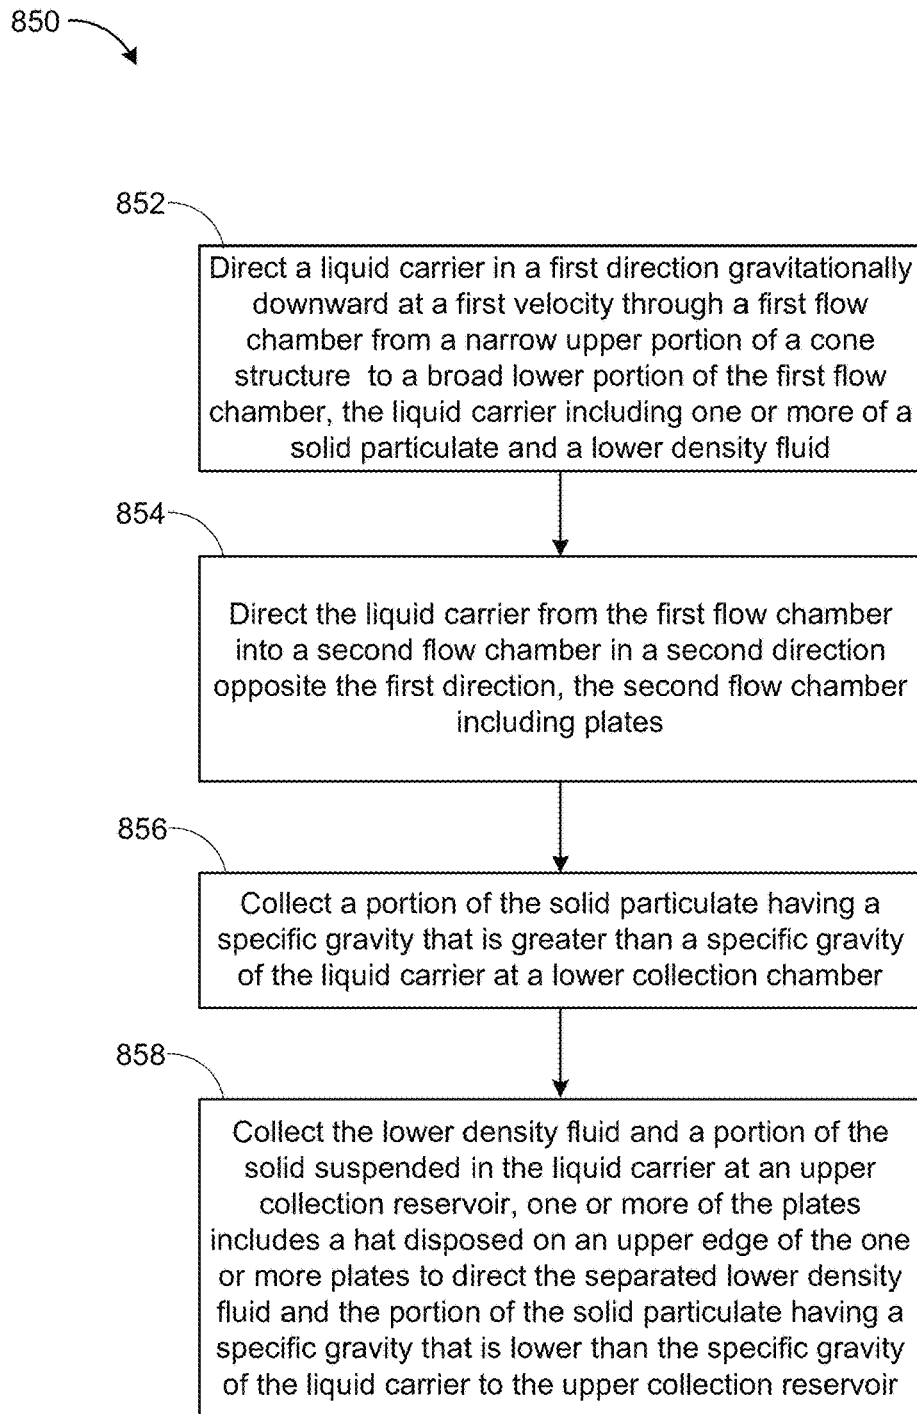 850
852
Direct a liquid carrier in a first direction gravitationally
downward at a first velocity through a first flow
chamber from a narrow upper portion of a cone
structure to a broad lower portion of the first flow
chamber, the liquid carrier including one or more of a
solid particulate and a lower density fluid
854
Direct the liquid carrier from the first flow chamber
into a second flow chamber in a second direction
opposite the first direction, the second flow chamber
including plates
856
Collect a portion of the solid particulate having a
specific gravity that is greater than a specific gravity
of the liquid carrier at a lower collection chamber
858
Collect the lower density fluid and a portion of the
solid suspended in the liquid carrier at an upper
collection reservoir, one or more of the plates
includes a hat disposed on an upper edge of the one
or more plates to direct the separated lower density
fluid and the portion of the solid particulate having a
specific gravity that is lower than the specific gravity
of the liquid carrier to the upper collection reservoir